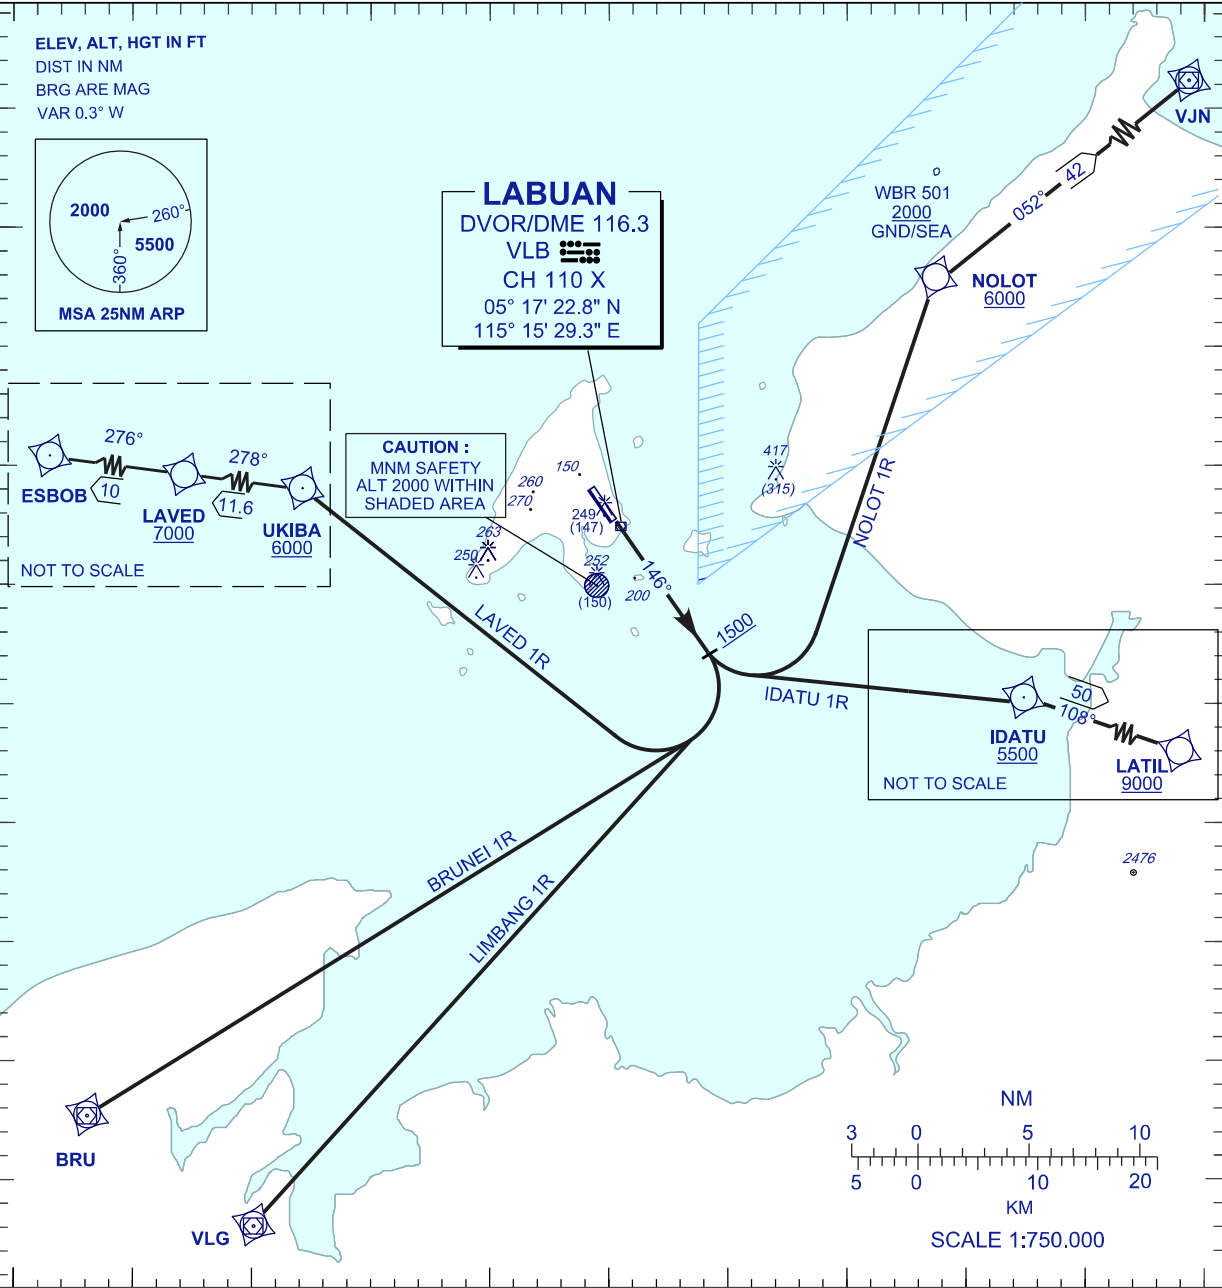 ELEV, ALT, HGT IN FT
DIST IN NM
BRG ARE MAG
VAR 0.3° W
2000
260°
5500
360°
MSA 25NM ARP
LABUAN
DVOR/DME 116.3
VLB
CH 110 X
05° 17' 22.8" N
115° 15' 29.3" E
WBR 501
2000
GND/SEA
VJN
42
052°
NOLOT
6000
NOLOT 1R
417
(315)
CAUTION :
MNM SAFETY
ALT 2000 WITHIN
SHADED AREA
276°
278°
ESBOB
10
LAVED
7000
11.6
UKIBA
6000
NOT TO SCALE
150
260
270
249
(147)
263
250
252
(150)
200
146°
1500
LAVED 1R
IDATU 1R
50
108°
IDATU
5500
LATIL
9000
NOT TO SCALE
2476
BRUNEI 1R
LIMBANG 1R
BRU
VLG
NM
3 0 5 10
5 0 10 20
KM
SCALE 1:750.000